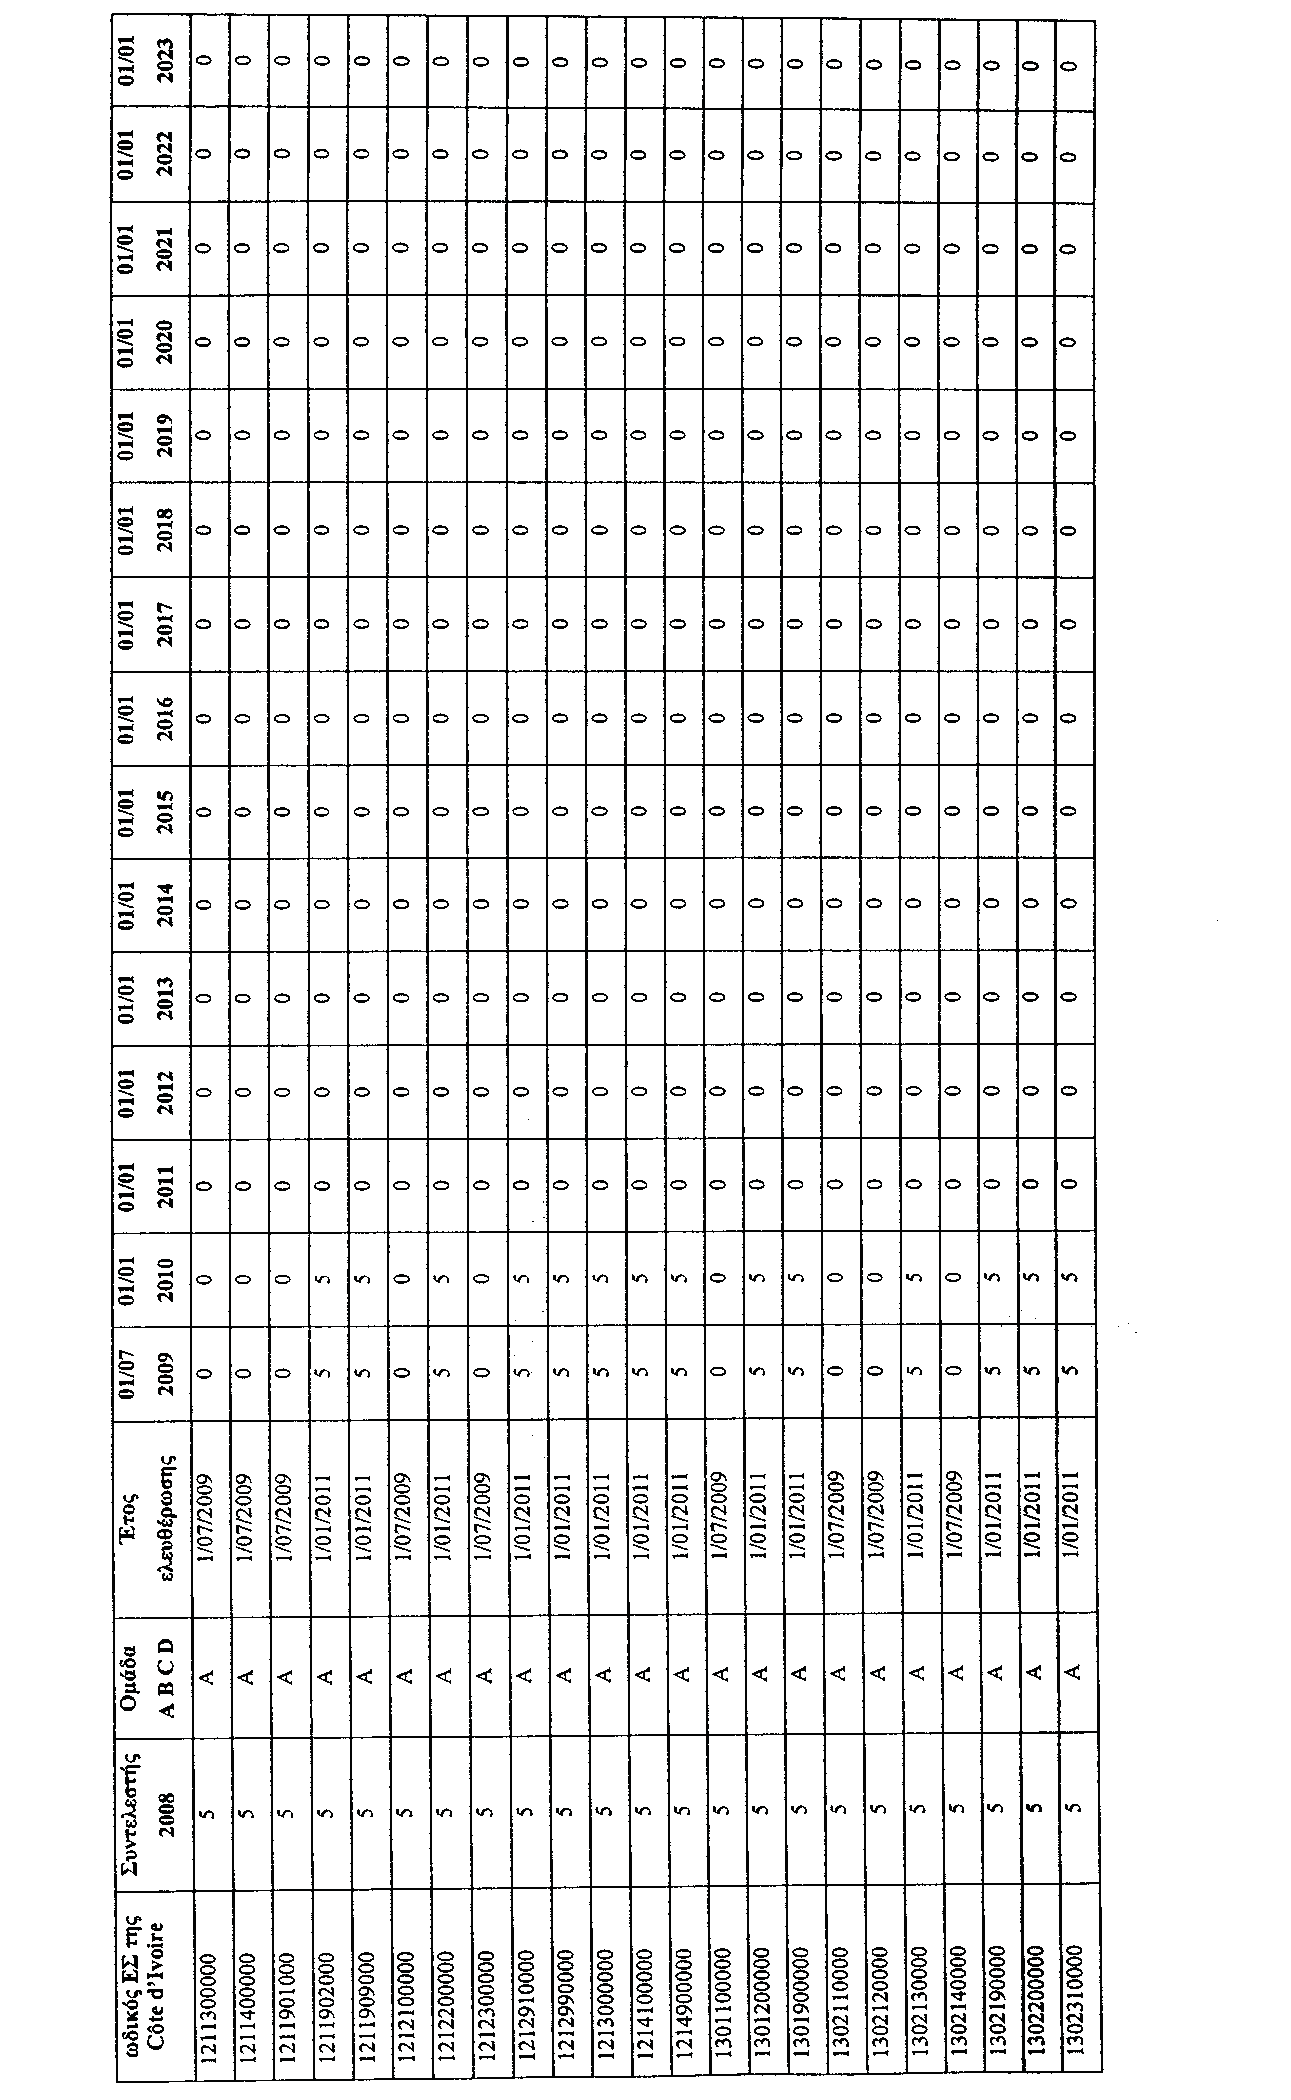 ωδικός ΕΣ της Côte d'Ivoire Συντελεστής 2008 Ομάδα A B C D Έτος ελευθέρωσης 01/07 2009 01/01 2010 01/01 2011 01/01 2012 01/01 2013 01/01 2014 01/01 2015 01/01 2016 01/01 2017 01/01 2018 01/01 2019 01/01 2020 01/01 2021 01/01 2022 01/01 2023
1211300000 5 A 1/07/2009 0 0 0 0 0 0 0 0 0 0 0 0 0 0 0
1211400000 5 A 1/07/2009 0 0 0 0 0 0 0 0 0 0 0 0 0 0 0
1211901000 5 A 1/07/2009 0 0 0 0 0 0 0 0 0 0 0 0 0 0 0
1211902000 5 A 1/01/2011 5 5 0 0 0 0 0 0 0 0 0 0 0 0 0
1211909000 5 A 1/01/2011 5 5 0 0 0 0 0 0 0 0 0 0 0 0 0
1212100000 5 A 1/07/2009 0 0 0 0 0 0 0 0 0 0 0 0 0 0 0
1212200000 5 A 1/01/2011 5 5 0 0 0 0 0 0 0 0 0 0 0 0 0
1212300000 5 A 1/07/2009 0 0 0 0 0 0 0 0 0 0 0 0 0 0 0
1212910000 5 A 1/01/2011 5 5 0 0 0 0 0 0 0 0 0 0 0 0 0
1212990000 5 A 1/01/2011 5 5 0 0 0 0 0 0 0 0 0 0 0 0 0
1213000000 5 A 1/01/2011 5 5 0 0 0 0 0 0 0 0 0 0 0 0 0
1214100000 5 A 1/01/2011 5 5 0 0 0 0 0 0 0 0 0 0 0 0 0
1214900000 5 A 1/01/2011 5 5 0 0 0 0 0 0 0 0 0 0 0 0 0
1301100000 5 A 1/07/2009 0 0 0 0 0 0 0 0 0 0 0 0 0 0 0
1301200000 5 A 1/01/2011 5 5 0 0 0 0 0 0 0 0 0 0 0 0 0
1301900000 5 A 1/01/2011 5 5 0 0 0 0 0 0 0 0 0 0 0 0 0
1302110000 5 A 1/07/2009 0 0 0 0 0 0 0 0 0 0 0 0 0 0 0
1302120000 5 A 1/07/2009 0 0 0 0 0 0 0 0 0 0 0 0 0 0 0
1302130000 5 A 1/01/2011 5 5 0 0 0 0 0 0 0 0 0 0 0 0 0
1302140000 5 A 1/07/2009 0 0 0 0 0 0 0 0 0 0 0 0 0 0 0
1302190000 5 A 1/01/2011 5 5 0 0 0 0 0 0 0 0 0 0 0 0 0
1302200000 5 A 1/01/2011 5 5 0 0 0 0 0 0 0 0 0 0 0 0 0
1302310000 5 A 1/01/2011 5 5 0 0 0 0 0 0 0 0 0 0 0 0 0